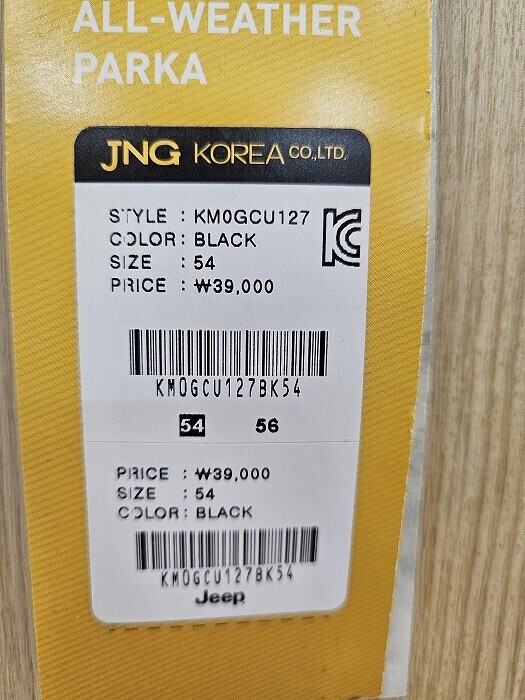 ALL-WEATHER
PARKA
JNG KOREA CO.,LTD.
STYLE : KM0GCU127
COLOR : BLACK
SIZE : 54
PRICE : ₩39,000
KM0GCU127BK54
54 56
PRICE : ₩39,000
SIZE : 54
COLOR : BLACK
KM0GCU127BK54
Jeep